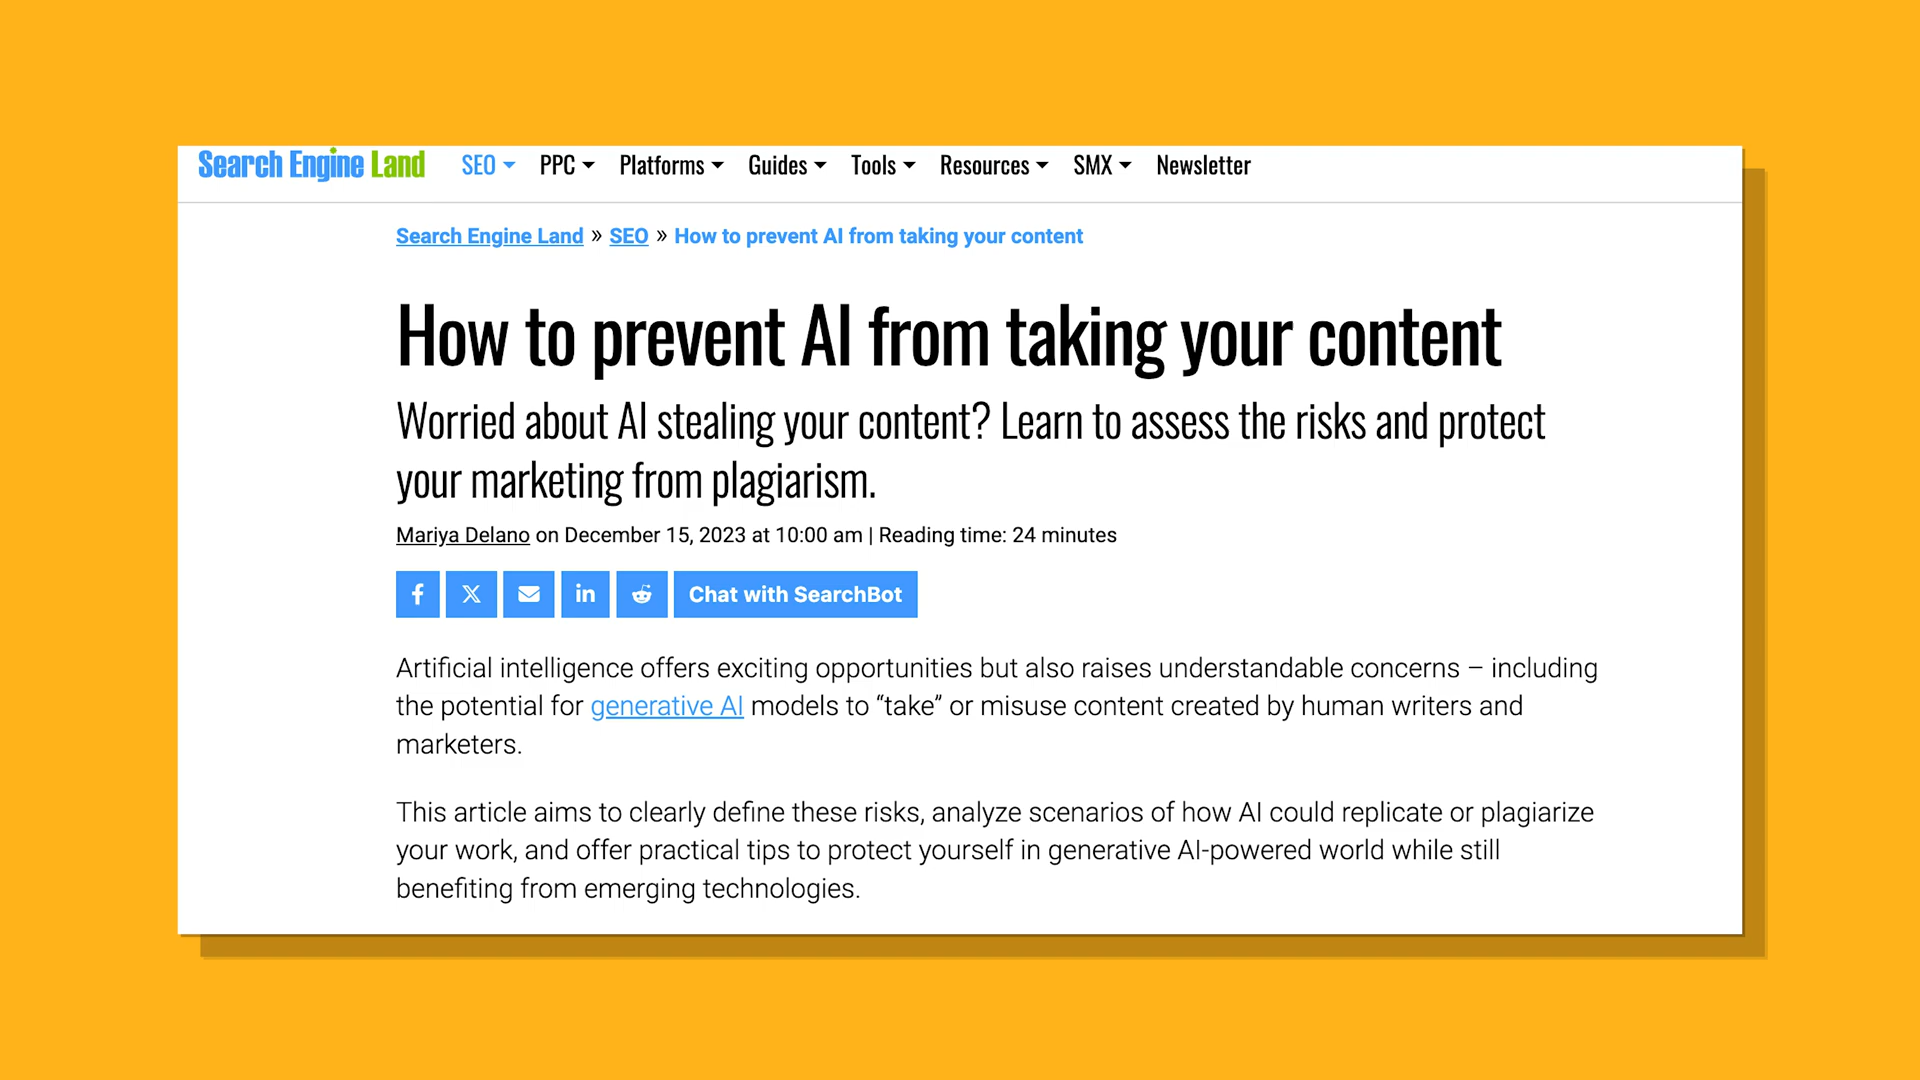 Search Engine Land SEO PPC Platforms Guides Tools Resources SMX Newsletter
Search Engine Land » SEO » How to prevent AI from taking your content
How to prevent AI from taking your content
Worried about AI stealing your content? Learn to assess the risks and protect
your marketing from plagiarism.
Mariya Delano on December 15, 2023 at 10:00 am | Reading time: 24 minutes
Chat with SearchBot
Artificial intelligence offers exciting opportunities but also raises understandable concerns – including
the potential for generative AI models to “take” or misuse content created by human writers and
marketers.
This article aims to clearly define these risks, analyze scenarios of how AI could replicate or plagiarize
your work, and offer practical tips to protect yourself in generative AI-powered world while still
benefiting from emerging technologies.